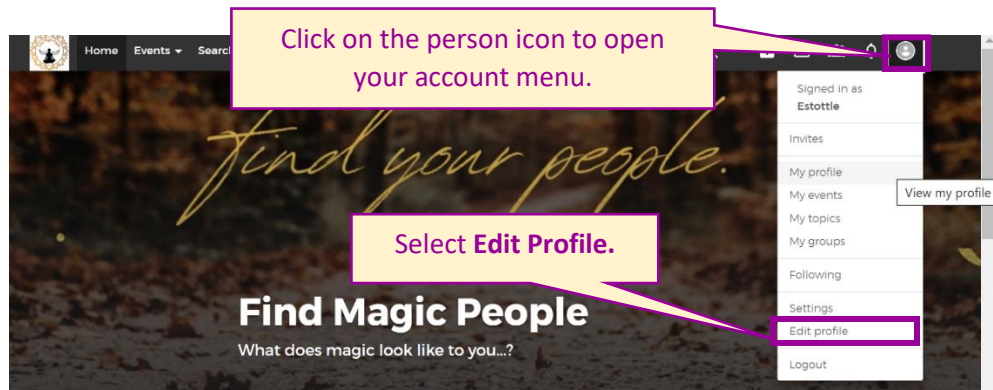 Home Events Search
Click on the person icon to open
your account menu.
Signed in as
Estottle
Invites
find your people.
My profile
View my profile
My events
My topics
My groups
Select Edit Profile.
Following
Find Magic People
Settings
Edit profile
What does magic look like to you...?
Logout